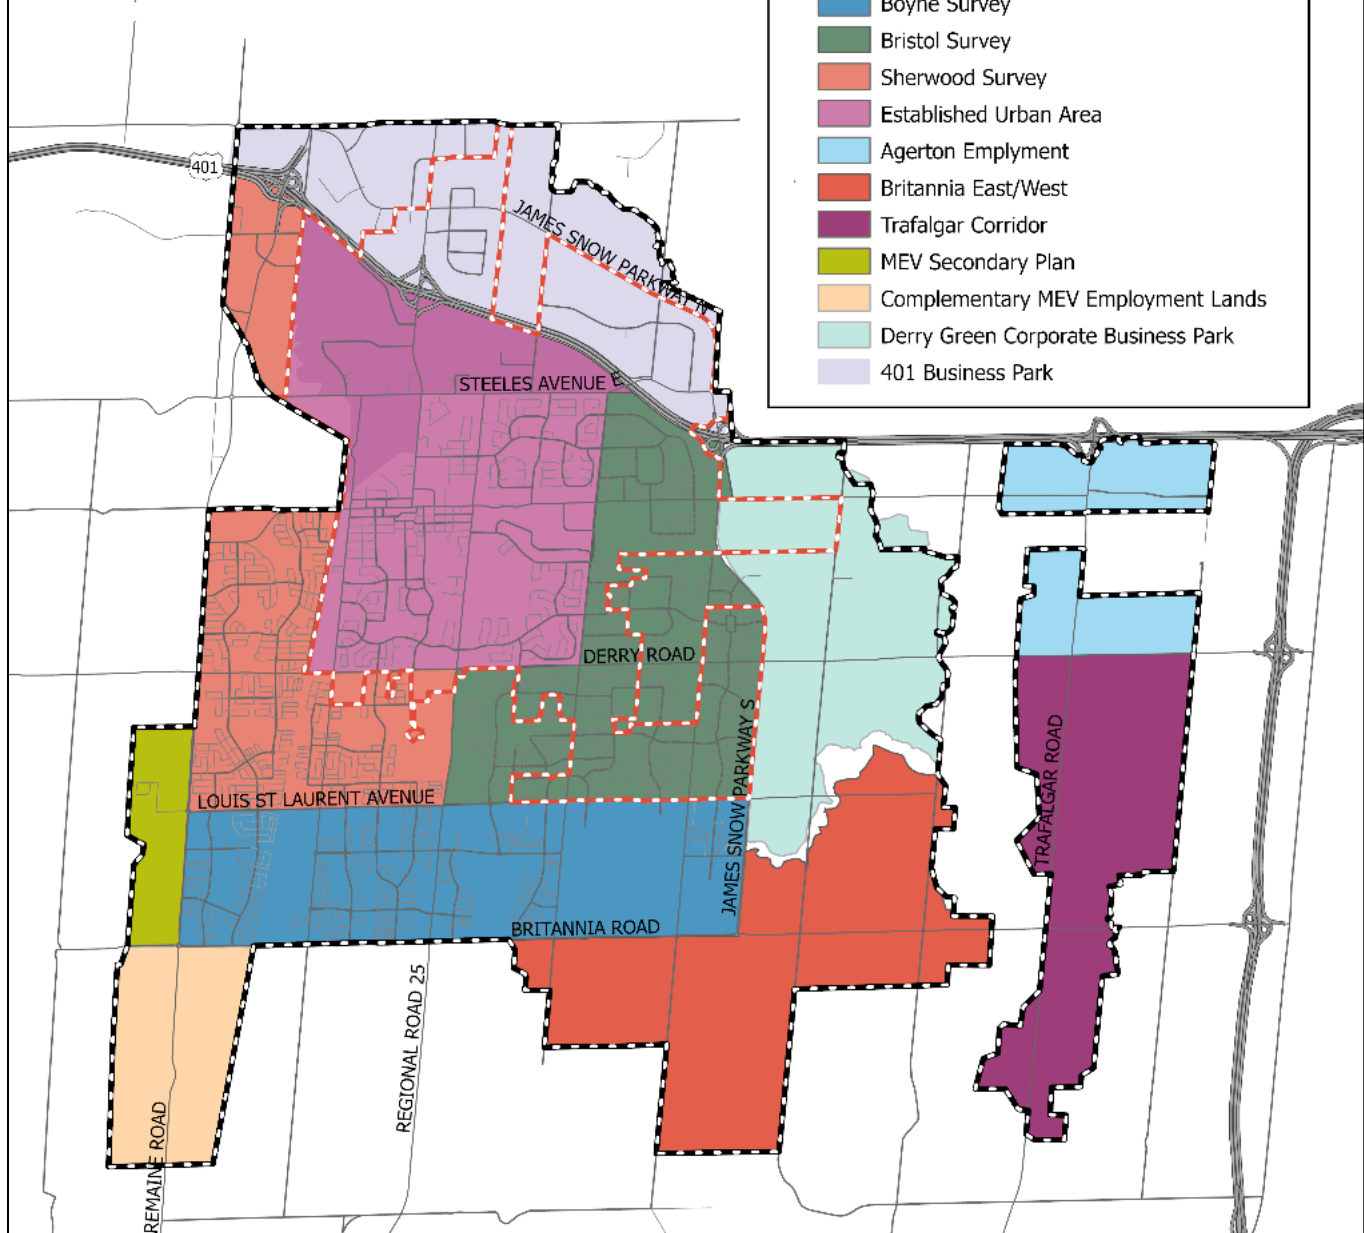 Boyne Survey
Bristol Survey
Sherwood Survey
Established Urban Area
Agerton Emplyment
Britannia East/West
Trafalgar Corridor
MEV Secondary Plan
Complementary MEV Employment Lands
Derry Green Corporate Business Park
401 Business Park
401
JAMES SNOW PARKWAY N
STEELES AVENUE E
DERRY ROAD
JAMES SNOW PARKWAY S
TRAFALGAR ROAD
LOUIS ST LAURENT AVENUE
BRITANNIA ROAD
REGIONAL ROAD 25
REMAINE ROAD